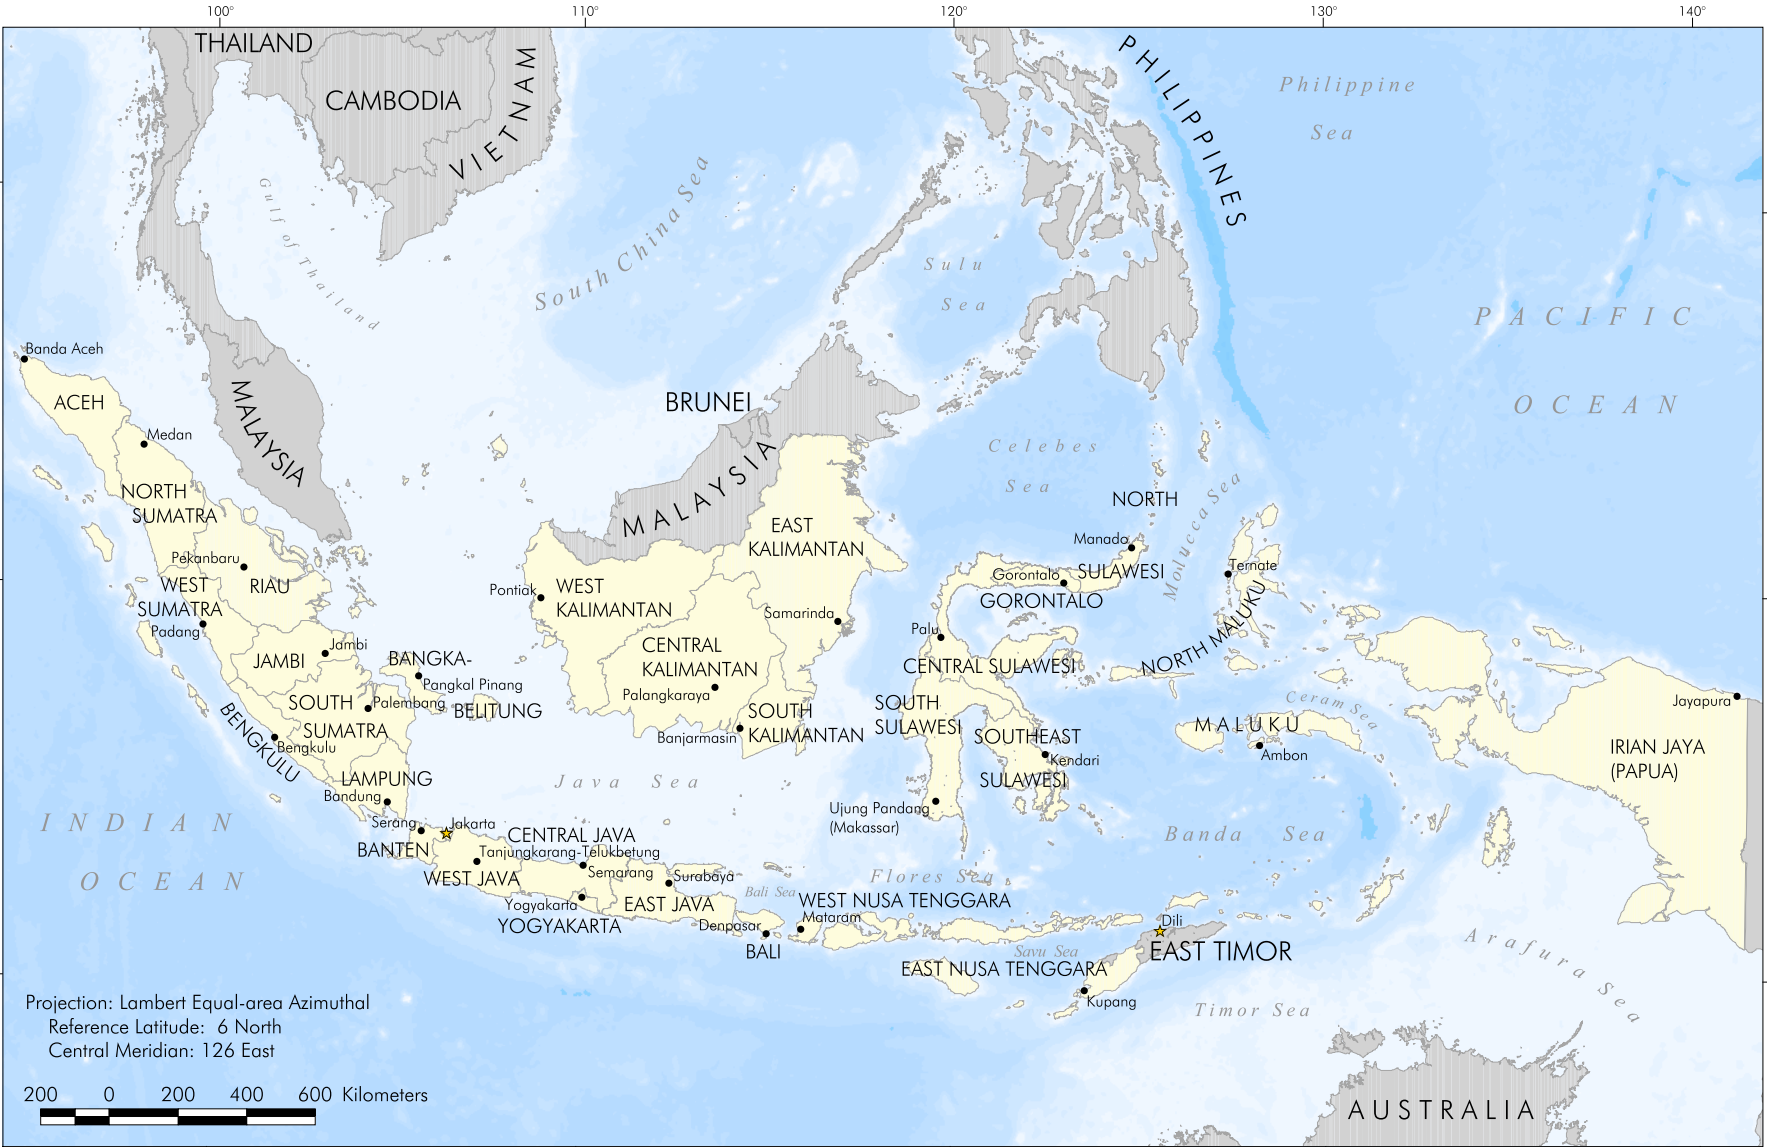 100°
110°
120°
130°
140°
THAILAND
CAMBODIA
VIETNAM
PHILIPPINES
Philippine
Sea
Gulf of Thailand
South China Sea
Sulu
Sea
PACIFIC
OCEAN
Banda Aceh
ACEH
MALAYSIA
BRUNEI
MALAYSIA
Medan
Celebes
Sea
NORTH
SUMATRA
NORTH
Molucca Sea
EAST
KALIMANTAN
Manado
SULAWESI
Pekanbaru
RIAU
Gorontalo
GORONTALO
Ternate
NORTH MALUKU
WEST
SUMATRA
Padang
Pontiak
WEST
KALIMANTAN
Samarinda
Palu
CENTRAL
KALIMANTAN
Palangkaraya
CENTRAL SULAWESI
Jambi
JAMBI
BANGKA-
Pangkal Pinang
BELITUNG
SOUTH
SUMATRA
Palembang
BENGKULU
Bengkulu
SOUTH
KALIMANTAN
Banjarmasin
SOUTH
SULAWESI
SOUTHEAST
Kendari
SULAWESI
Ceram Sea
MALUKU
Ambon
Jayapura
IRIAN JAYA
(PAPUA)
LAMPUNG
Bandung
Java Sea
Ujung Pandang
(Makassar)
INDIAN
OCEAN
Serang
Jakarta
BANTEN
CENTRAL JAVA
Tanjungkarang-Telukbetung
WEST JAVA
Semarang
Surabaya
Banda Sea
Flores Sea
Bali Sea
Yogyakarta
YOGYAKARTA
EAST JAVA
WEST NUSA TENGGARA
Mataram
Denpasar
BALI
Dili
EAST TIMOR
Savu Sea
EAST NUSA TENGGARA
Kupang
Timor Sea
Arafura Sea
AUSTRALIA
Projection: Lambert Equal-area Azimuthal
Reference Latitude: 6 North
Central Meridian: 126 East
200 0 200 400 600 Kilometers